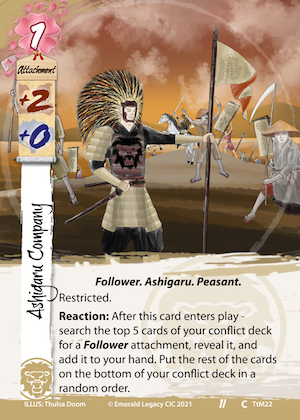 1
Attachment
+2
+0
Ashigaru Company
Follower. Ashigaru. Peasant.
Restricted.
Reaction: After this card enters play -
search the top 5 cards of your conflict deck
for a Follower attachment, reveal it, and
add it to your hand. Put the rest of the cards
on the bottom of your conflict deck in a
random order.
ILLUS: Thulsa Doom © Emerald Legacy CIC 2021 C TtM22